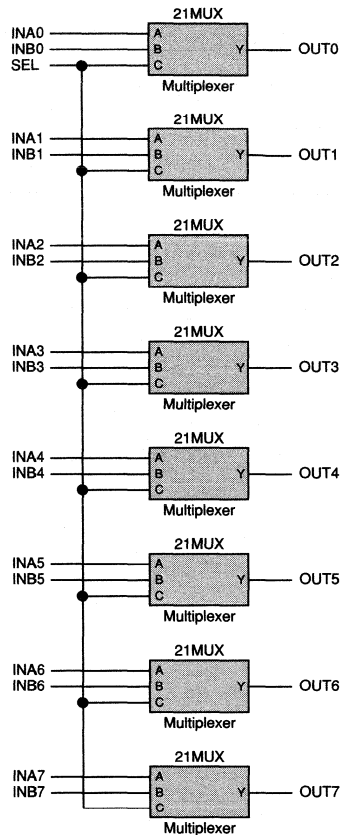 21MUX
INA0 A
INB0 B Y OUT0
SEL C
Multiplexer
21MUX
INA1 A
INB1 B Y OUT1
C
Multiplexer
21MUX
INA2 A
INB2 B Y OUT2
C
Multiplexer
21MUX
INA3 A
INB3 B Y OUT3
C
Multiplexer
21MUX
INA4 A
INB4 B Y OUT4
C
Multiplexer
21MUX
INA5 A
INB5 B Y OUT5
C
Multiplexer
21MUX
INA6 A
INB6 B Y OUT6
C
Multiplexer
21MUX
INA7 A
INB7 B Y OUT7
C
Multiplexer